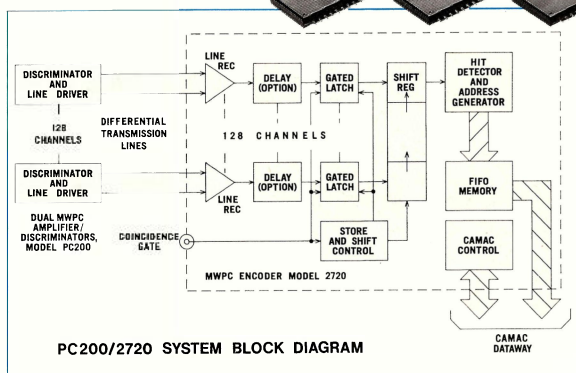 DISCRIMINATOR
AND
LINE DRIVER
128
CHANNELS
DIFFERENTIAL
TRANSMISSION
LINES
DISCRIMINATOR
AND
LINE DRIVER
DUAL MWPC
AMPLIFIER/
DISCRIMINATORS,
MODEL PC200
COINCIDENCE
GATE
LINE
REC
DELAY
(OPTION)
GATED
LATCH
SHIFT
REG
HIT
DETECTOR
AND
ADDRESS
GENERATOR
128 CHANNELS
LINE
REC
DELAY
(OPTION)
GATED
LATCH
FIFO
MEMORY
STORE
AND SHIFT
CONTROL
CAMAC
CONTROL
MWPC ENCODER MODEL 2720
CAMAC
DATAWAY
PC200/2720 SYSTEM BLOCK DIAGRAM